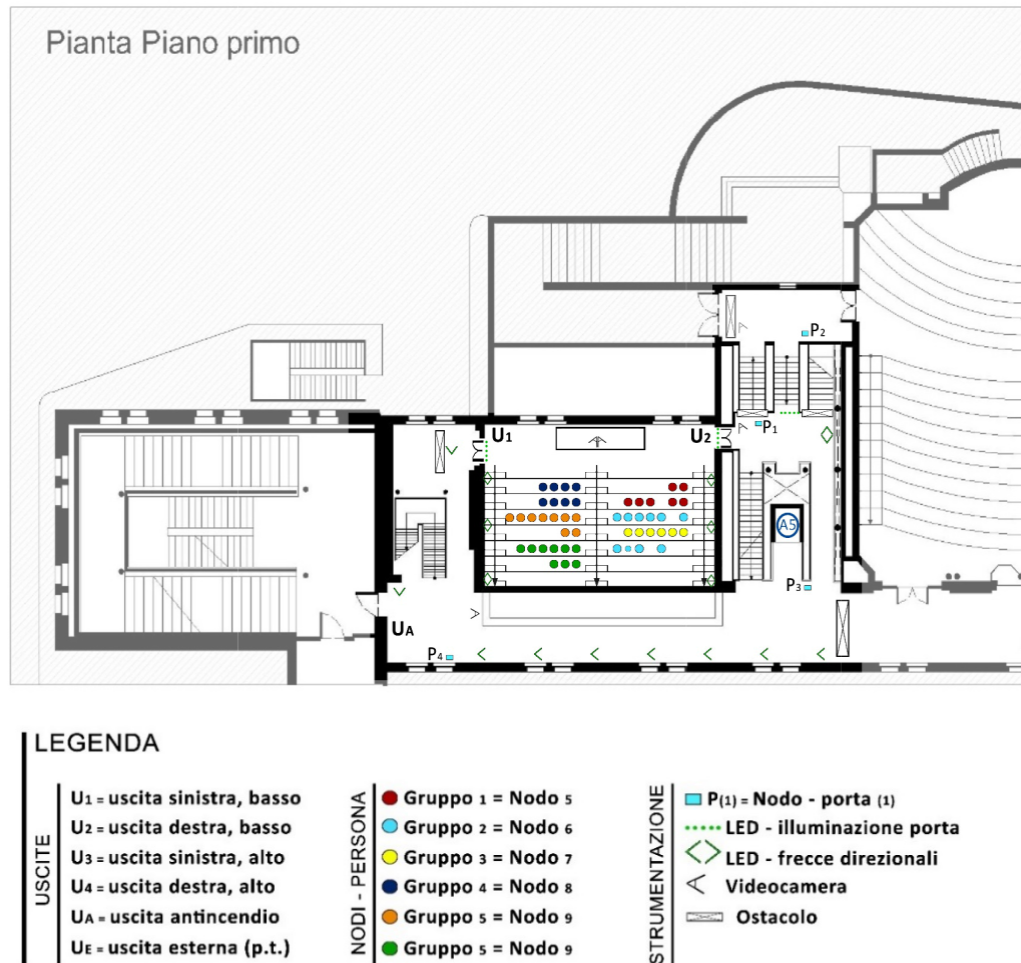 Pianta Piano primo
P2
U1
U2
P1
A5
P3
UA
P4
LEGENDA
USCITE
U1 = uscita sinistra, basso
U2 = uscita destra, basso
U3 = uscita sinistra, alto
U4 = uscita destra, alto
UA = uscita antincendio
UE = uscita esterna (p.t.)
NODI - PERSONA
Gruppo 1 = Nodo 5
Gruppo 2 = Nodo 6
Gruppo 3 = Nodo 7
Gruppo 4 = Nodo 8
Gruppo 5 = Nodo 9
Gruppo 5 = Nodo 9
STRUMENTAZIONE
P(1) = Nodo - porta (1)
LED - illuminazione porta
LED - frecce direzionali
Videocamera
Ostacolo